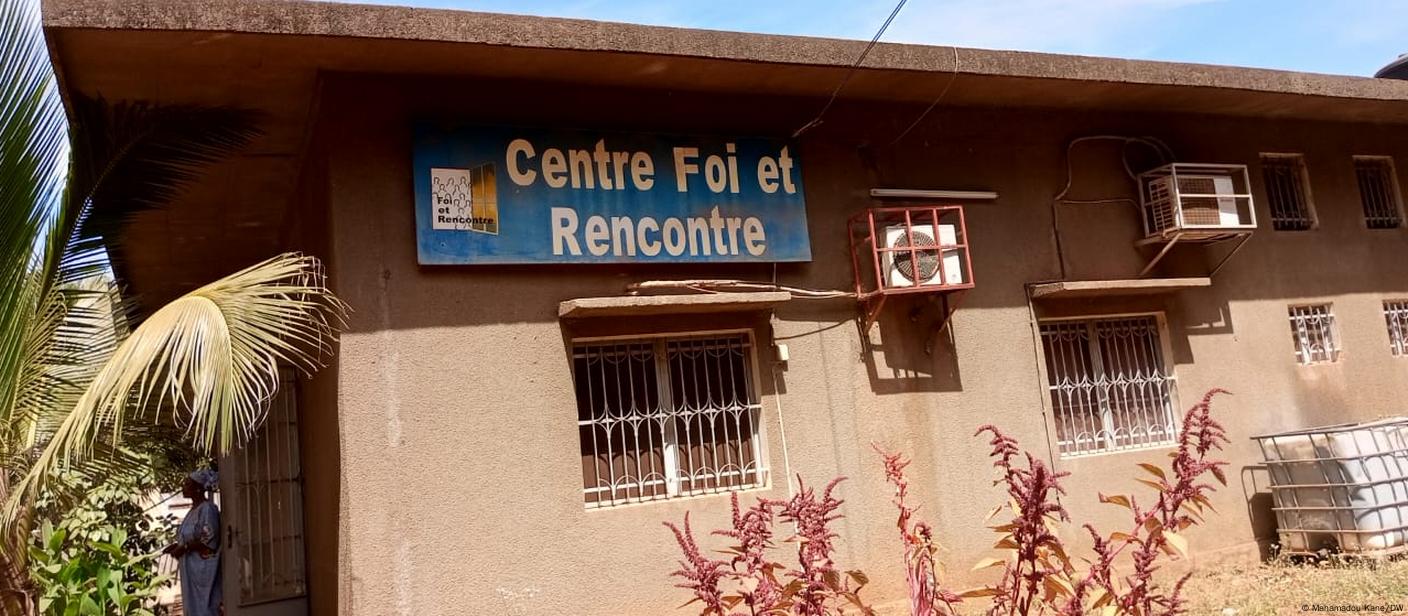 Centre Foi et
Rencontre
Foi
et
Rencontre
© Mahamadou Kane/DW